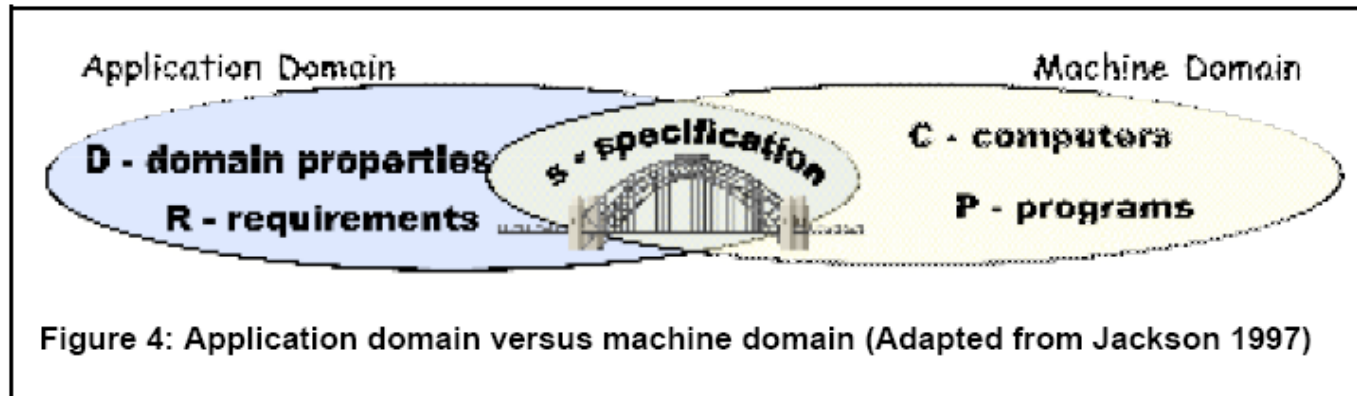 Application Domain
Machine Domain
D - domain properties
s - specification
C - computers
R - requirements
P - programs
Figure 4: Application domain versus machine domain (Adapted from Jackson 1997)